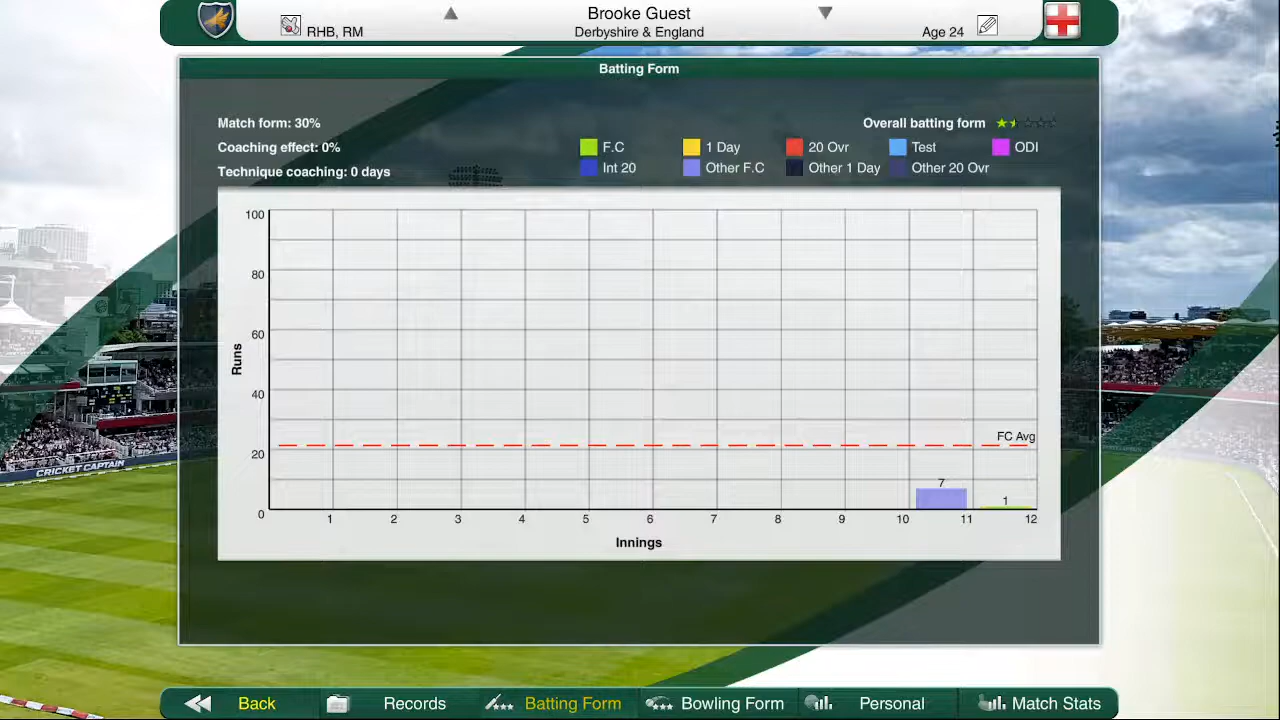 Brooke Guest
RHB, RM
Derbyshire & England
Age 24
Batting Form
Match form: 30%
Overall batting form
Coaching effect: 0%
F.C
1 Day
20 Ovr
Test
ODI
Technique coaching: 0 days
Int 20
Other F.C
Other 1 Day
Other 20 Ovr
100
80
60
Runs
40
FC Avg
20
7
1
0
1 2 3 4 5 6 7 8 9 10 11 12
Innings
CRICKET CAPTAIN
Back
Records
Batting Form
Bowling Form
Personal
Match Stats